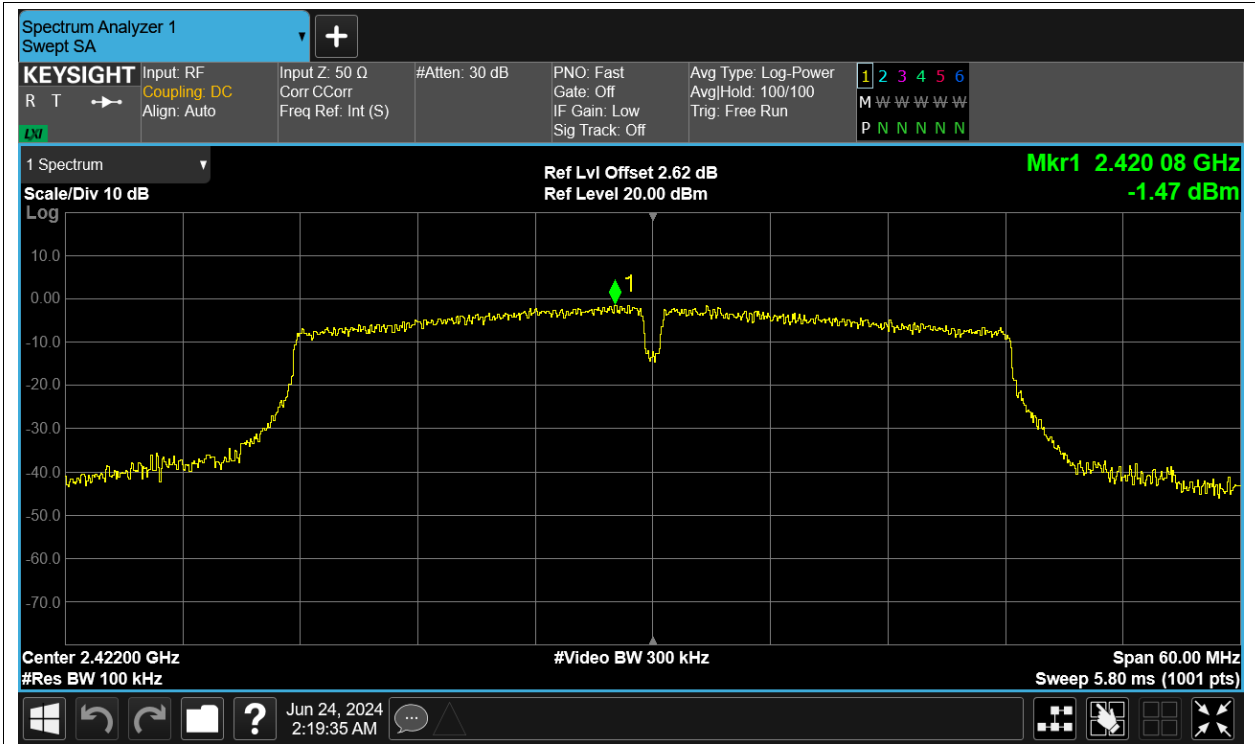 Spectrum Analyzer 1
Swept SA
KEYSIGHT
R T
LXI
Input: RF
Coupling: DC
Align: Auto
Input Z: 50 Ω
Corr CCorr
Freq Ref: Int (S)
#Atten: 30 dB
PNO: Fast
Gate: Off
IF Gain: Low
Sig Track: Off
Avg Type: Log-Power
Avg|Hold: 100/100
Trig: Free Run
1 2 3 4 5 6
M W W W W W
P N N N N N
1 Spectrum
Scale/Div 10 dB
Log
Ref Lvl Offset 2.62 dB
Ref Level 20.00 dBm
Mkr1 2.420 08 GHz
-1.47 dBm
10.0
0.00
-10.0
-20.0
-30.0
-40.0
-50.0
-60.0
-70.0
1
Center 2.42200 GHz
#Res BW 100 kHz
#Video BW 300 kHz
Span 60.00 MHz
Sweep 5.80 ms (1001 pts)
?
Jun 24, 2024
2:19:35 AM